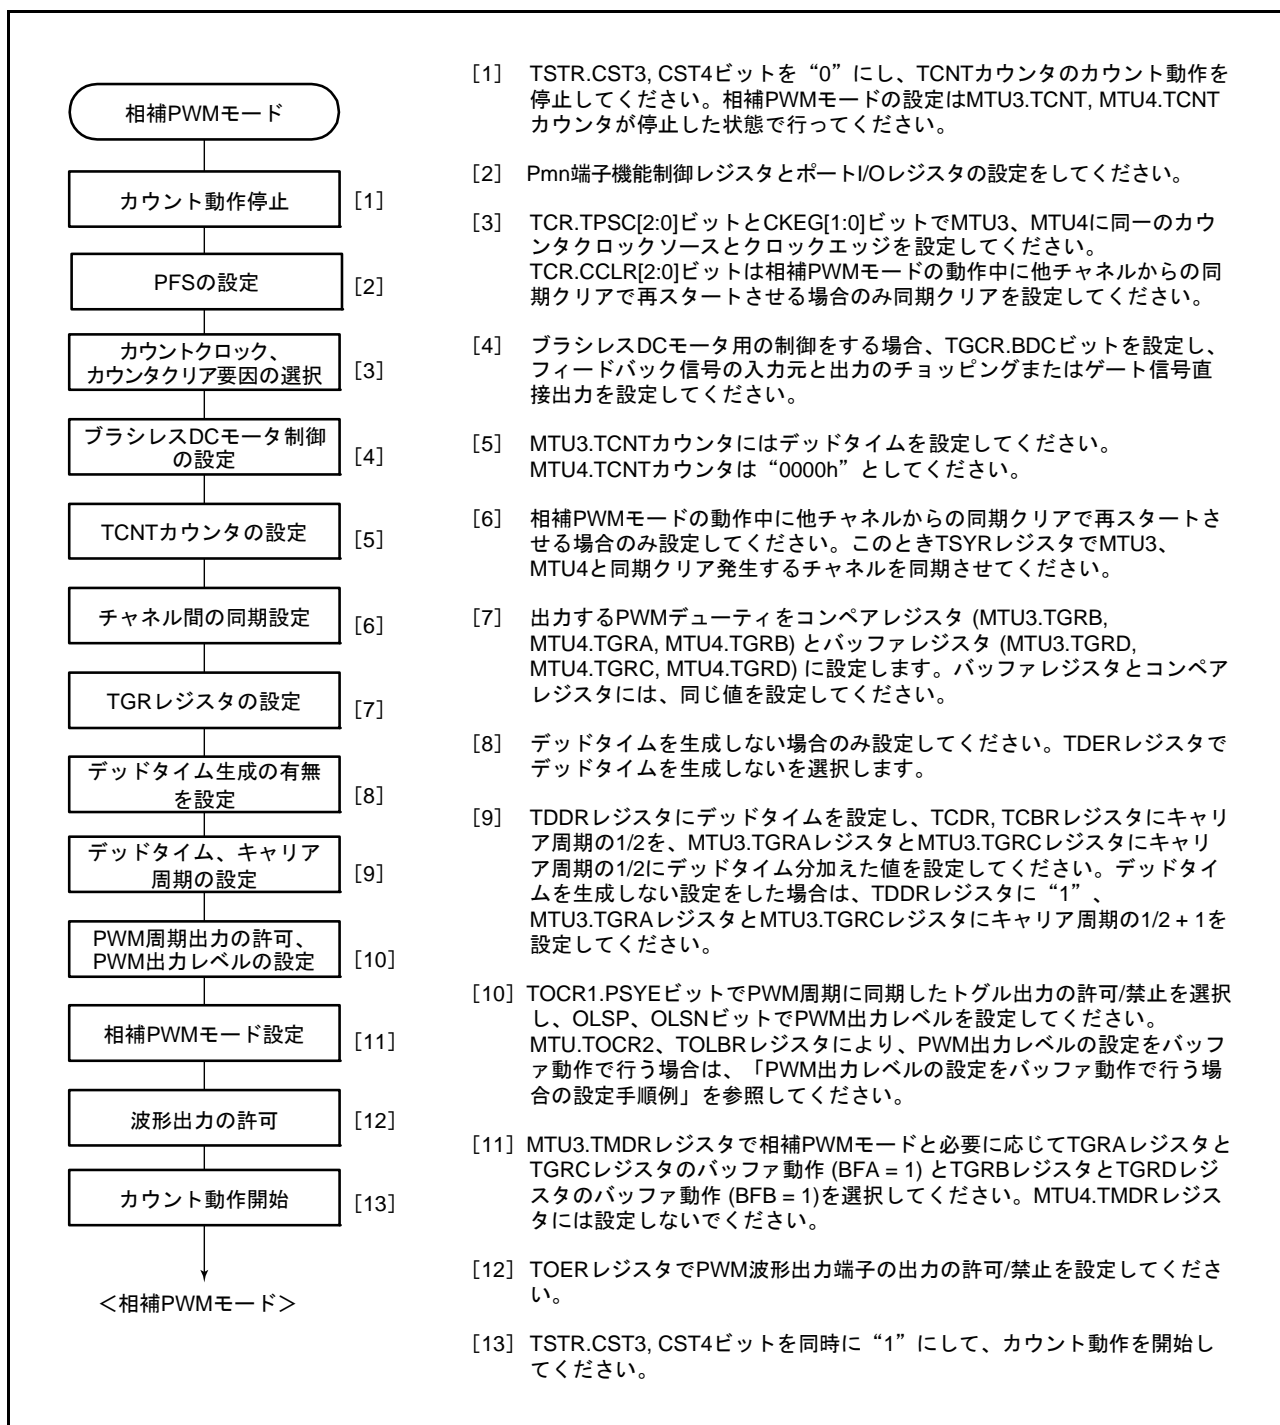 相補PWMモード
カウント動作停止
[1]
PFSの設定
[2]
カウントクロック、
カウンタクリア要因の選択
[3]
ブラシレスDCモータ制御
の設定
[4]
TCNTカウンタの設定
[5]
チャネル間の同期設定
[6]
TGRレジスタの設定
[7]
デッドタイム生成の有無
を設定
[8]
デッドタイム、キャリア
周期の設定
[9]
PWM周期出力の許可、
PWM出力レベルの設定
[10]
相補PWMモード設定
[11]
波形出力の許可
[12]
カウント動作開始
[13]
＜相補PWMモード＞
[1] TSTR.CST3, CST4ビットを“0”にし、TCNTカウンタのカウント動作を
停止してください。相補PWMモードの設定はMTU3.TCNT, MTU4.TCNT
カウンタが停止した状態で行ってください。
[2] Pmn端子機能制御レジスタとポートI/Oレジスタの設定をしてください。
[3] TCR.TPSC[2:0]ビットとCKEG[1:0]ビットでMTU3、MTU4に同一のカウ
ンタクロックソースとクロックエッジを設定してください。
TCR.CCLR[2:0]ビットは相補PWMモードの動作中に他チャネルからの同
期クリアで再スタートさせる場合のみ同期クリアを設定してください。
[4] ブラシレスDCモータ用の制御をする場合、TGCR.BDCビットを設定し、
フィードバック信号の入力元と出力のチョッピングまたはゲート信号直
接出力を設定してください。
[5] MTU3.TCNTカウンタにはデッドタイムを設定してください。
MTU4.TCNTカウンタは“0000h”としてください。
[6] 相補PWMモードの動作中に他チャネルからの同期クリアで再スタートさ
せる場合のみ設定してください。このときTSYRレジスタでMTU3、
MTU4と同期クリア発生するチャネルを同期させてください。
[7] 出力するPWMデューティをコンペアレジスタ (MTU3.TGRB,
MTU4.TGRA, MTU4.TGRB) とバッファレジスタ (MTU3.TGRD,
MTU4.TGRC, MTU4.TGRD) に設定します。バッファレジスタとコンペア
レジスタには、同じ値を設定してください。
[8] デッドタイムを生成しない場合のみ設定してください。TDERレジスタで
デッドタイムを生成しないを選択します。
[9] TDDRレジスタにデッドタイムを設定し、TCDR, TCBRレジスタにキャリ
ア周期の1/2を、MTU3.TGRAレジスタとMTU3.TGRCレジスタにキャリ
ア周期の1/2にデッドタイム分加えた値を設定してください。デッドタイ
ムを生成しない設定をした場合は、TDDRレジスタに“1”、
MTU3.TGRAレジスタとMTU3.TGRCレジスタにキャリア周期の1/2 + 1を
設定してください。
[10] TOCR1.PSYEビットでPWM周期に同期したトグル出力の許可/禁止を選択
し、OLSP、OLSNビットでPWM出力レベルを設定してください。
MTU.TOCR2、TOLBRレジスタにより、PWM出力レベルの設定をバッフ
ァ動作で行う場合は、「PWM出力レベルの設定をバッファ動作で行う場
合の設定手順例」を参照してください。
[11] MTU3.TMDRレジスタで相補PWMモードと必要に応じてTGRAレジスタと
TGRCレジスタのバッファ動作 (BFA = 1) とTGRBレジスタとTGRDレジ
スタのバッファ動作 (BFB = 1)を選択してください。MTU4.TMDRレジス
タには設定しないでください。
[12] TOERレジスタでPWM波形出力端子の出力の許可/禁止を設定してくださ
い。
[13] TSTR.CST3, CST4ビットを同時に“1”にして、カウント動作を開始し
てください。